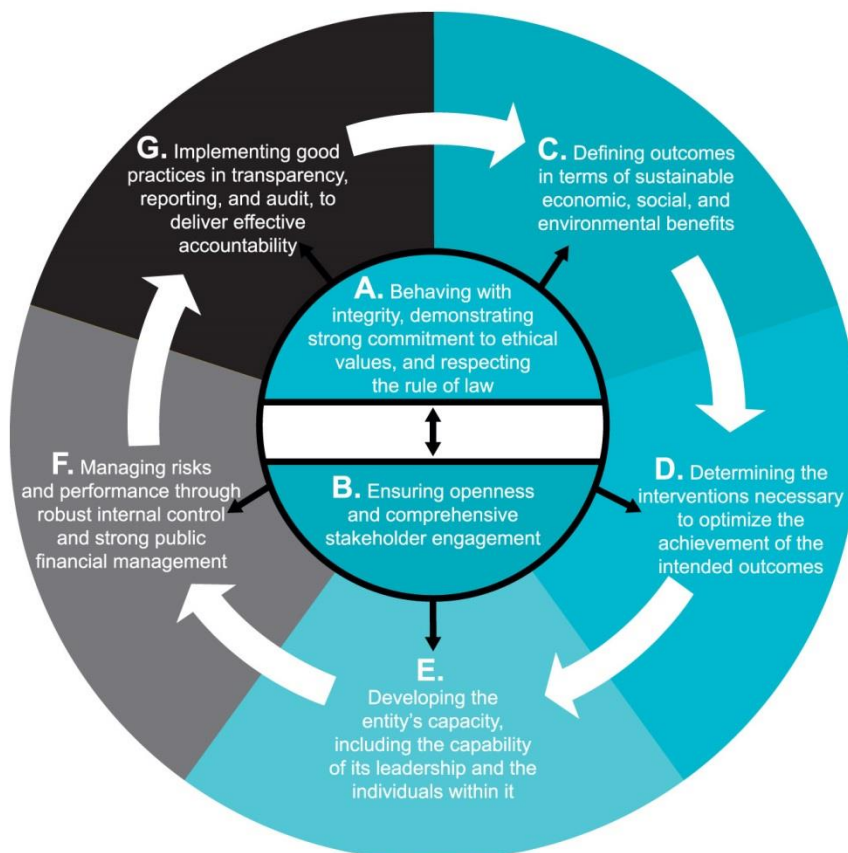 A. Behaving with
integrity, demonstrating
strong commitment to ethical
values, and respecting
the rule of law
B. Ensuring openness
and comprehensive
stakeholder engagement
C. Defining outcomes
in terms of sustainable
economic, social, and
environmental benefits
D. Determining the
interventions necessary
to optimize the
achievement of the
intended outcomes
E.
Developing the
entity's capacity,
including the capability
of its leadership and the
individuals within it
F. Managing risks
and performance through
robust internal control
and strong public
financial management
G. Implementing good
practices in transparency,
reporting, and audit, to
deliver effective
accountability